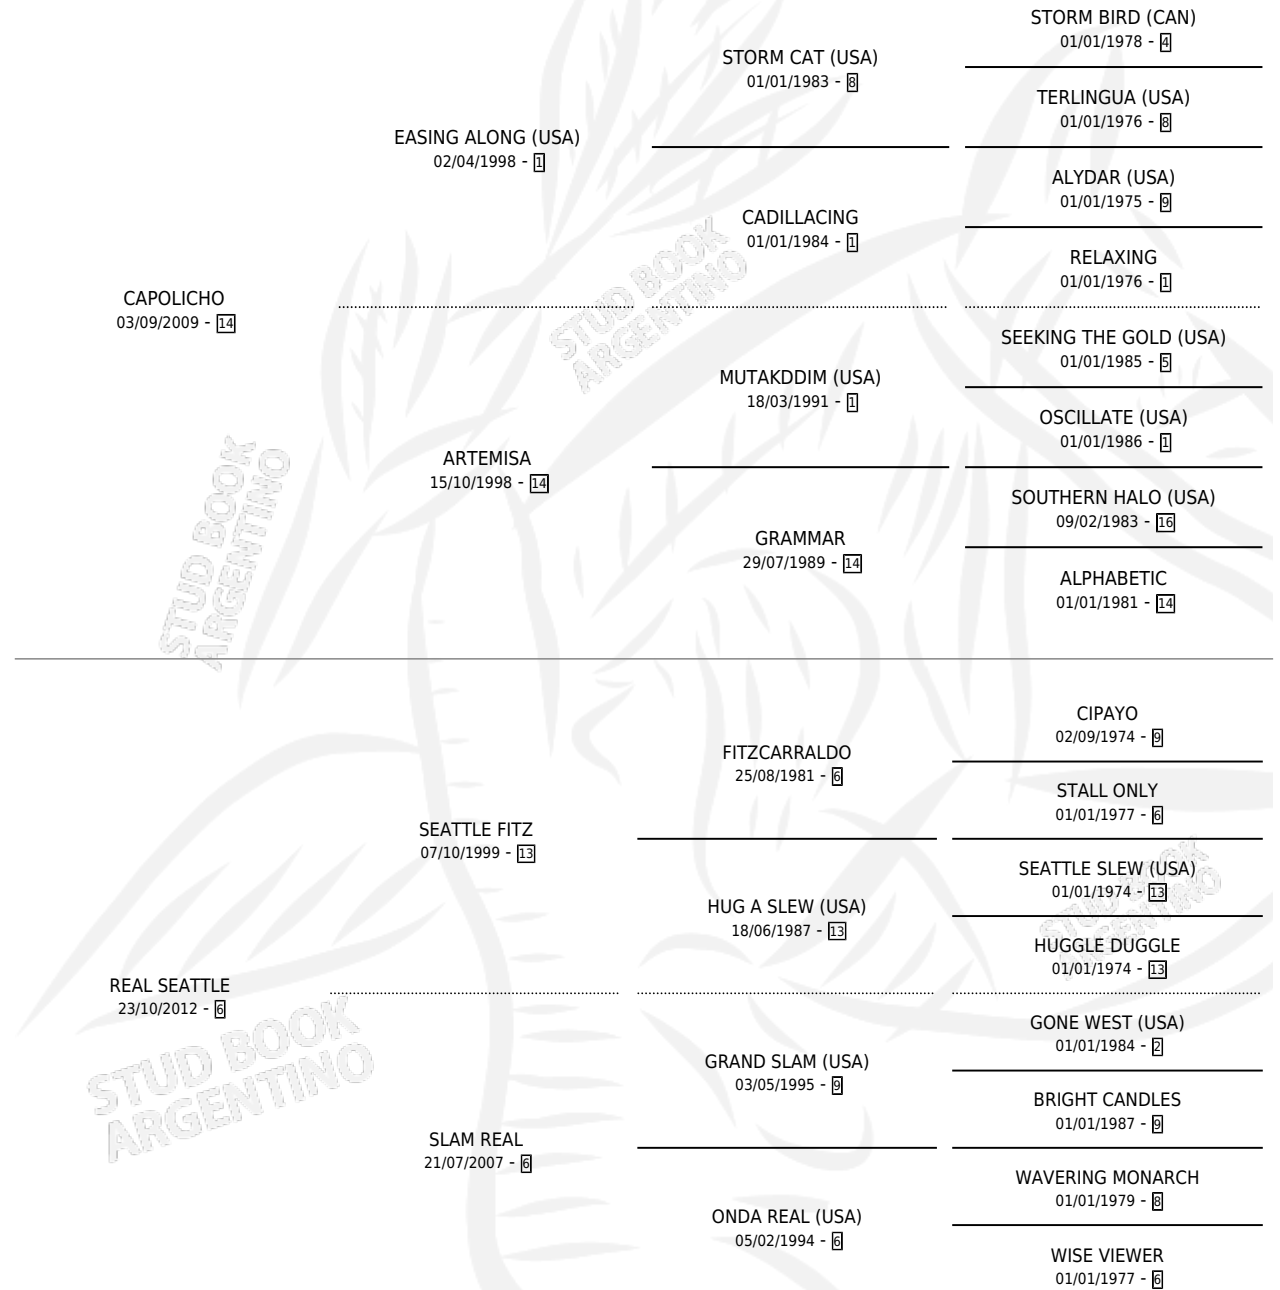 STORM BIRD (CAN)
01/01/1978 - 4
STORM CAT (USA)
01/01/1983 - 8
TERLINGUA (USA)
01/01/1976 - 8
EASING ALONG (USA)
02/04/1998 - 1
ALYDAR (USA)
01/01/1975 - 9
CADILLACING
01/01/1984 - 1
RELAXING
01/01/1976 - 1
CAPOLICHO
03/09/2009 - 14
SEEKING THE GOLD (USA)
01/01/1985 - 5
MUTAKDDIM (USA)
18/03/1991 - 1
OSCILLATE (USA)
01/01/1986 - 1
ARTEMISA
15/10/1998 - 14
SOUTHERN HALO (USA)
09/02/1983 - 16
GRAMMAR
29/07/1989 - 14
ALPHABETIC
01/01/1981 - 14
CIPAYO
02/09/1974 - 9
FITZCARRALDO
25/08/1981 - 6
STALL ONLY
01/01/1977 - 6
SEATTLE FITZ
07/10/1999 - 13
SEATTLE SLEW (USA)
01/01/1974 - 13
HUG A SLEW (USA)
18/06/1987 - 13
HUGGLE DUGGLE
01/01/1974 - 13
REAL SEATTLE
23/10/2012 - 6
GONE WEST (USA)
01/01/1984 - 2
GRAND SLAM (USA)
03/05/1995 - 9
BRIGHT CANDLES
01/01/1987 - 9
SLAM REAL
21/07/2007 - 6
WAVERING MONARCH
01/01/1979 - 8
ONDA REAL (USA)
05/02/1994 - 6
WISE VIEWER
01/01/1977 - 6
STUD BOOK
ARGENTINO
STUD BOOK
ARGENTINO
STUD BOOK
ARGENTINO
STUD BOOK
ARGENTINO